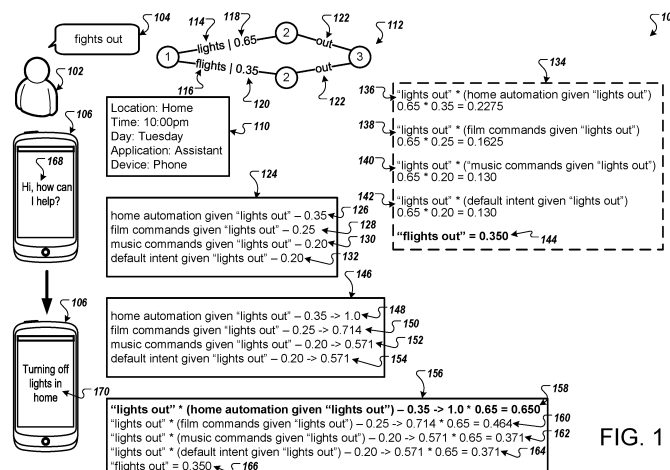 104
fights out
102
106
168
Hi, how can
I help?
106
Turning off
lights in
home
170
114
118
lights | 0.65
1
2
out
122
3
112
flights | 0.35
2
out
116
120
122
Location: Home
Time: 10:00pm
Day: Tuesday
Application: Assistant
Device: Phone
110
124
home automation given “lights out” – 0.35 126
film commands given “lights out” – 0.25 128
music commands given “lights out” – 0.20 130
default intent given “lights out” – 0.20 132
10
134
136
“lights out” * (home automation given “lights out”)
0.65 * 0.35 = 0.2275
138
“lights out” * (film commands given “lights out”)
0.65 * 0.25 = 0.1625
140
“lights out” * (“music commands given “lights out”)
0.65 * 0.20 = 0.130
142
“lights out” * (default intent given “lights out”)
0.65 * 0.20 = 0.130
“flights out” = 0.350 144
146
home automation given “lights out” – 0.35 -> 1.0 148
film commands given “lights out” – 0.25 -> 0.714 150
music commands given “lights out” – 0.20 -> 0.571 152
default intent given “lights out” – 0.20 -> 0.571 154
156
“lights out” * (home automation given “lights out”) – 0.35 -> 1.0 * 0.65 = 0.650 158
“lights out” * (film commands given “lights out”) – 0.25 -> 0.714 * 0.65 = 0.464 160
“lights out” * (music commands given “lights out”) – 0.20 -> 0.571 * 0.65 = 0.371 162
“lights out” * (default intent given “lights out”) – 0.20 -> 0.571 * 0.65 = 0.371 164
“flights out” = 0.350 166
FIG. 1